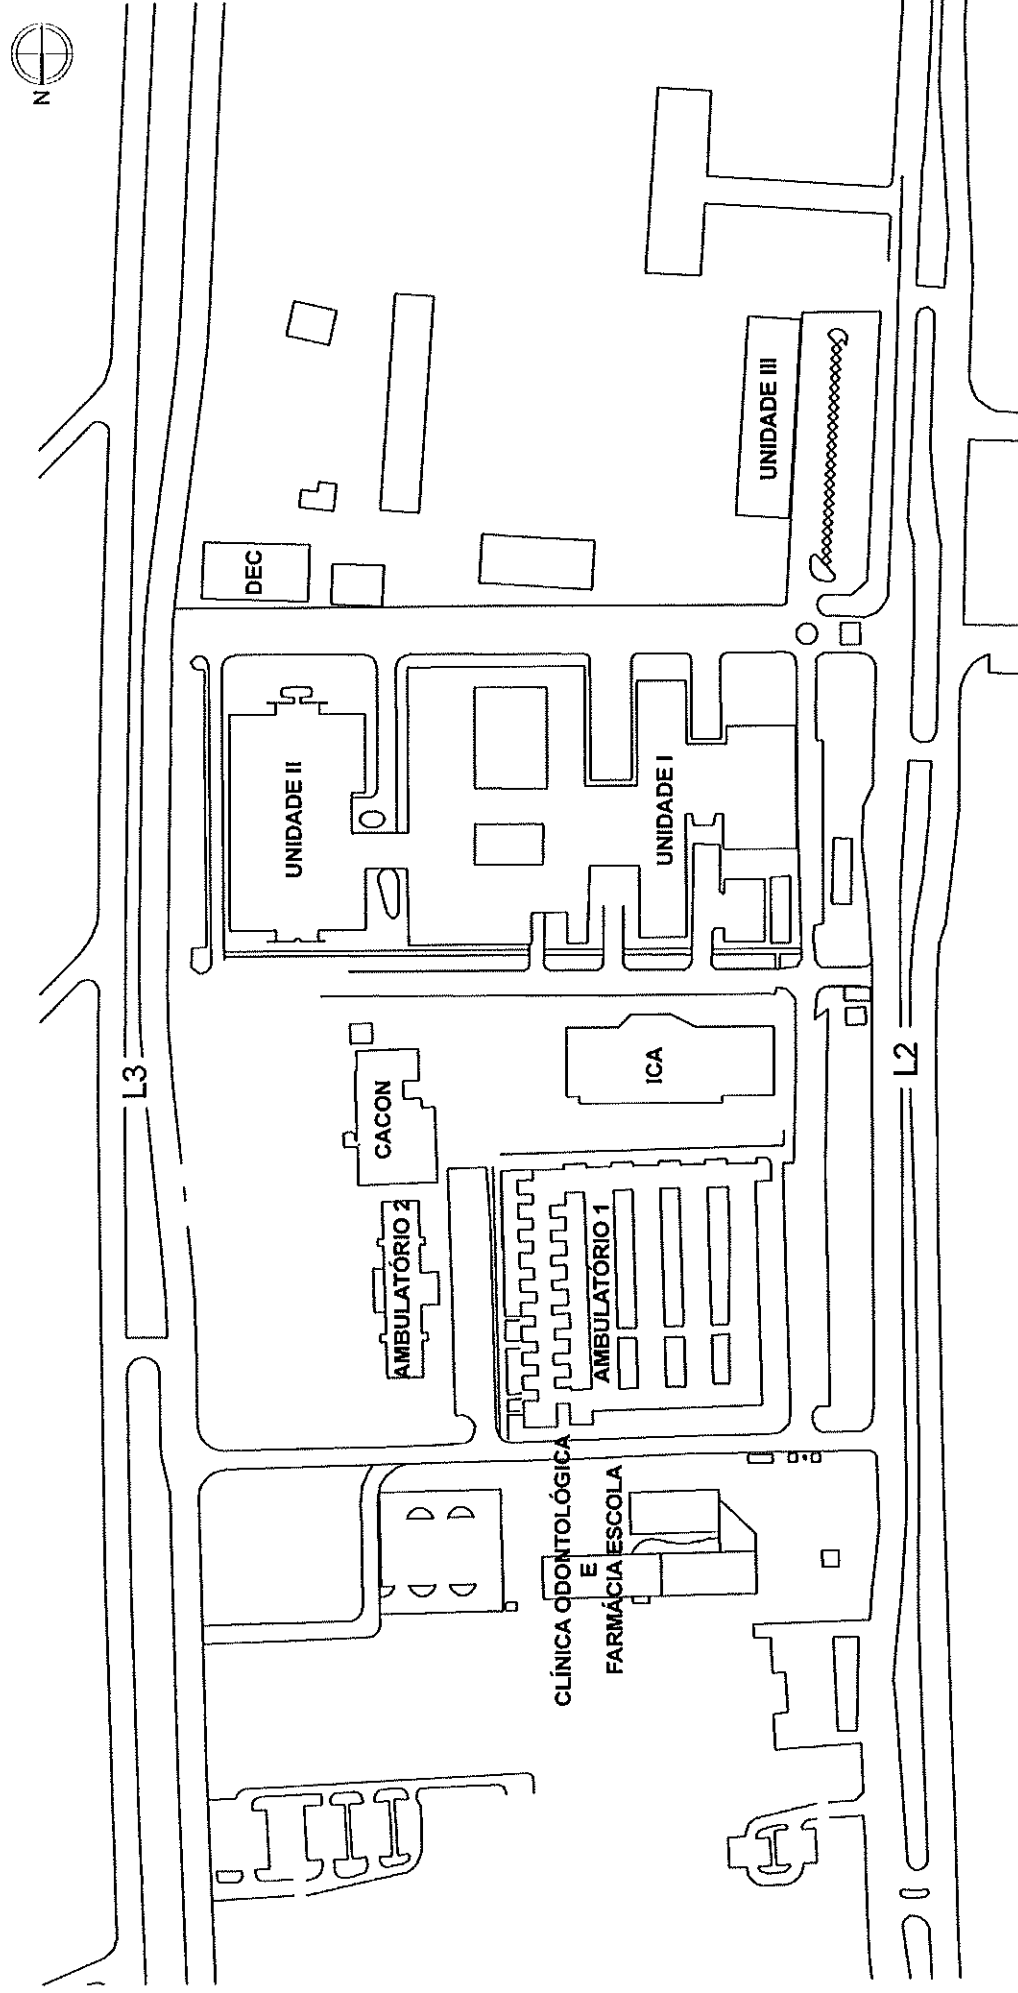 N
L3
DEC
UNIDADE III
UNIDADE II
UNIDADE I
CACON
ICA
L2
AMBULATÓRIO 2
AMBULATÓRIO 1
CLÍNICA ODONTOLÓGICA
E
FARMÁCIA ESCOLA